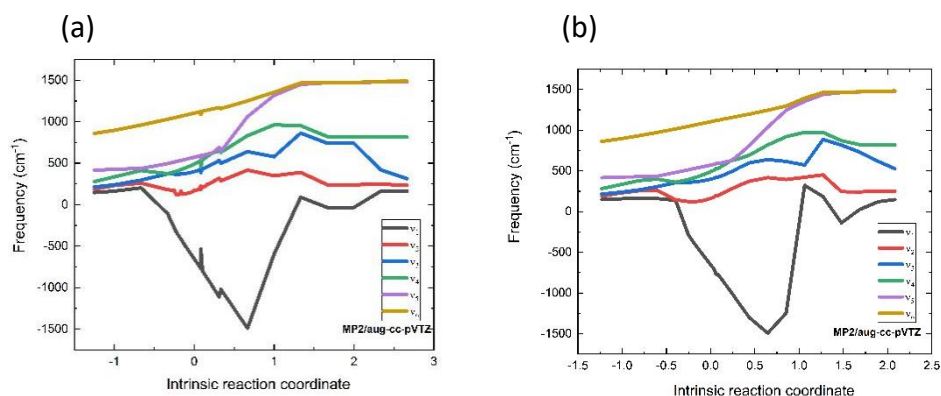 (a)
1500
1000
500
0
-500
-1000
-1500
Frequency (cm⁻¹)
ν₂
ν₃
ν₄
ν₅
ν₆
MP2/aug-cc-pVTZ
-1 0 1 2 3
Intrinsic reaction coordinate
(b)
1500
1000
500
0
-500
-1000
-1500
Frequency (cm⁻¹)
ν₁
ν₂
ν₃
ν₄
ν₅
ν₆
MP2/aug-cc-pVTZ
-1.5 -1.0 -0.5 0.0 0.5 1.0 1.5 2.0 2.5
Intrinsic reaction coordinate